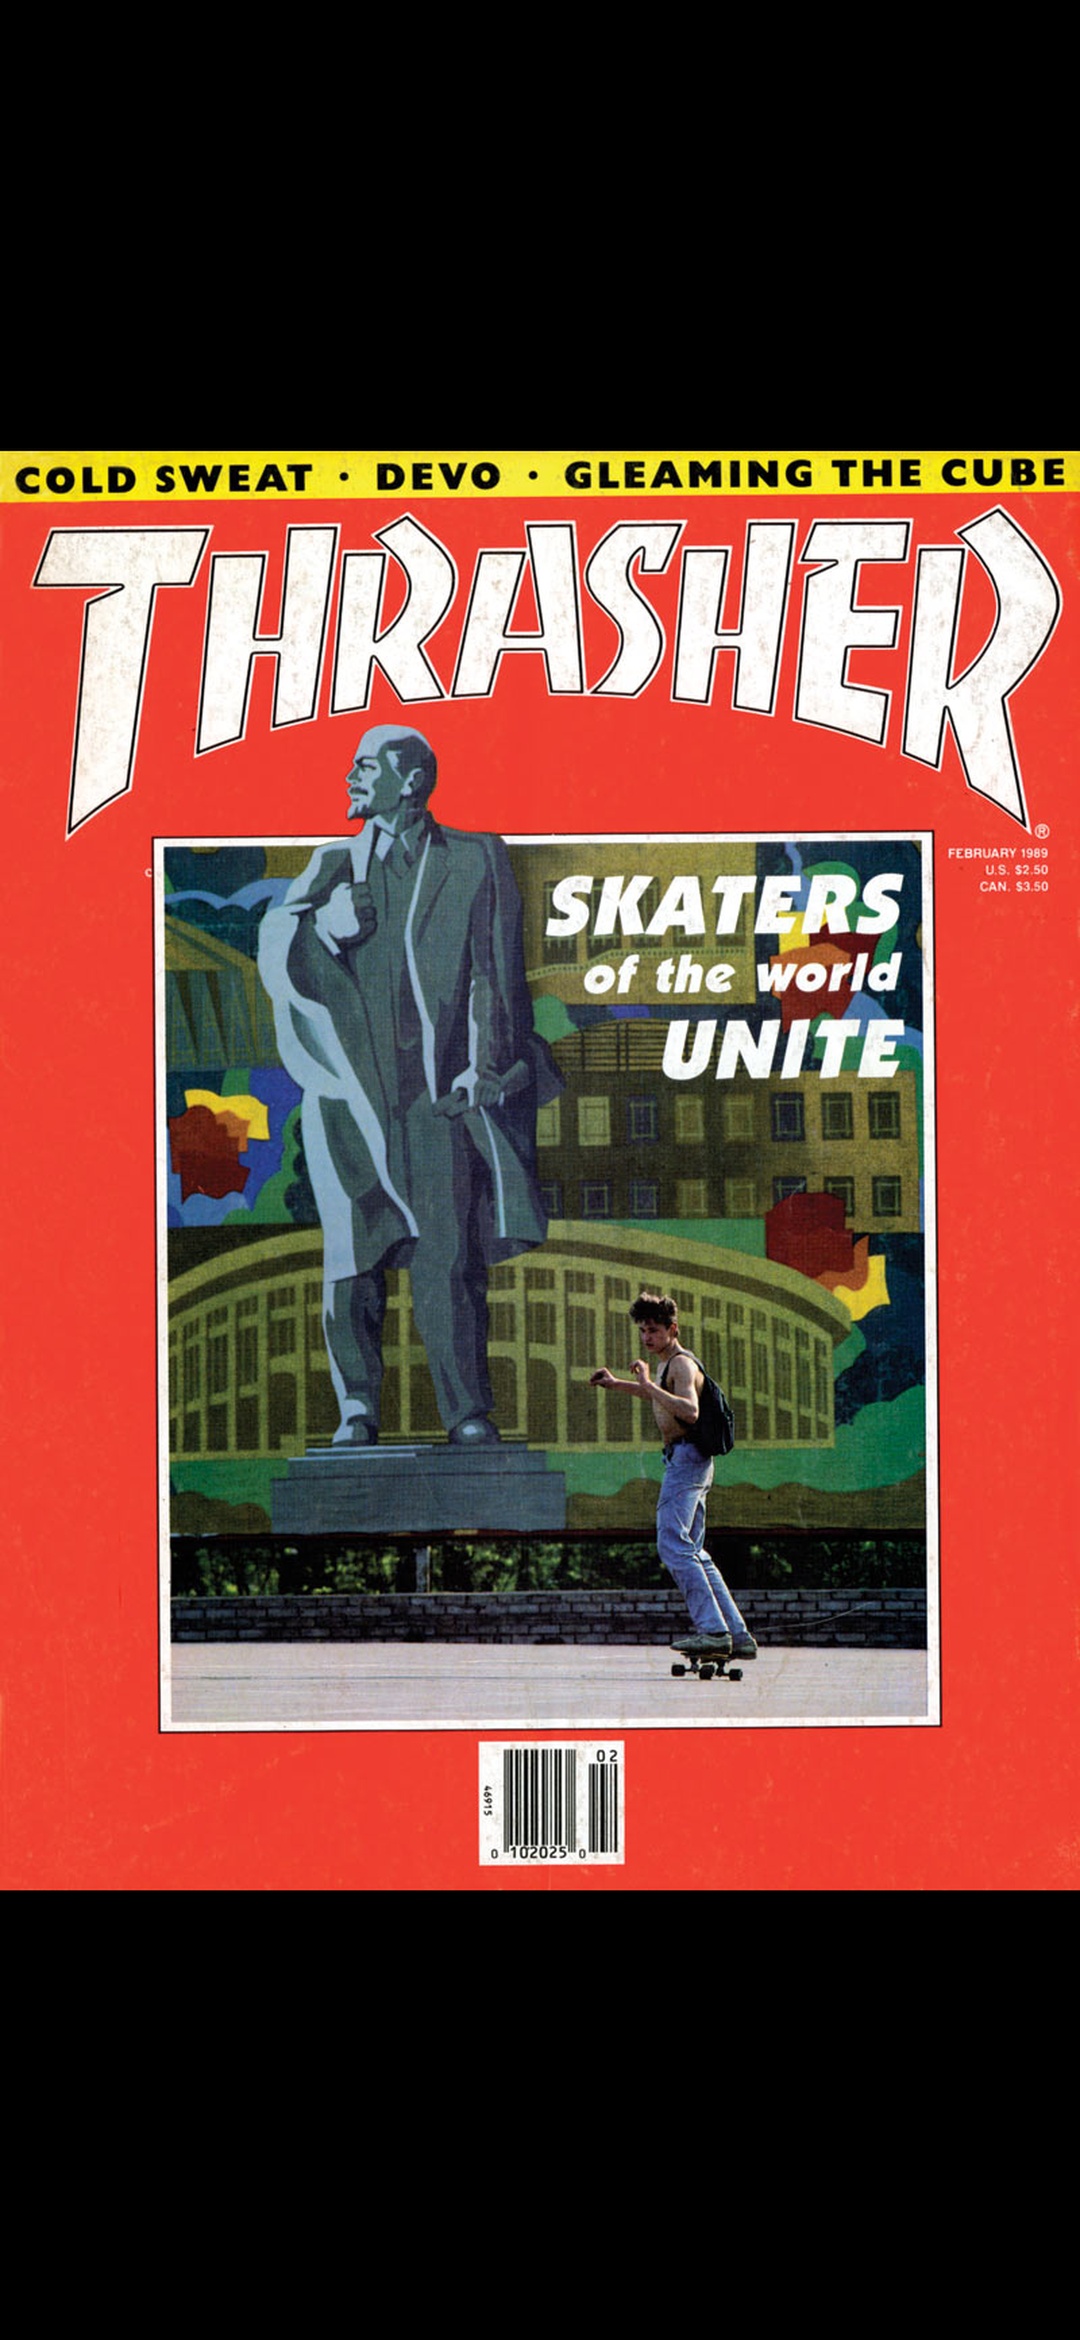 COLD SWEAT · DEVO · GLEAMING THE CUBE
THRASHER®
FEBRUARY 1989
U.S. $2.50
CAN. $3.50
SKATERS
of the world
UNITE
02
46915
0 102025 0